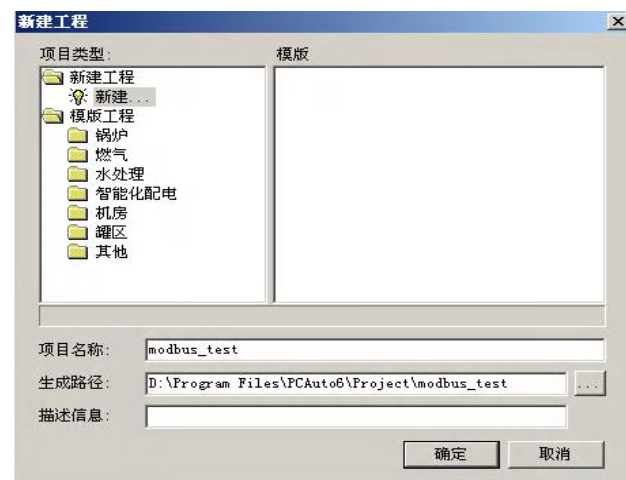 新建工程
项目类型:
模版
新建工程
新建...
模版工程
锅炉
燃气
水处理
智能化配电
机房
罐区
其他
项目名称:
modbus_test
生成路径:
D:\Program Files\PCAuto6\Project\modbus_test
...
描述信息:
确定
取消